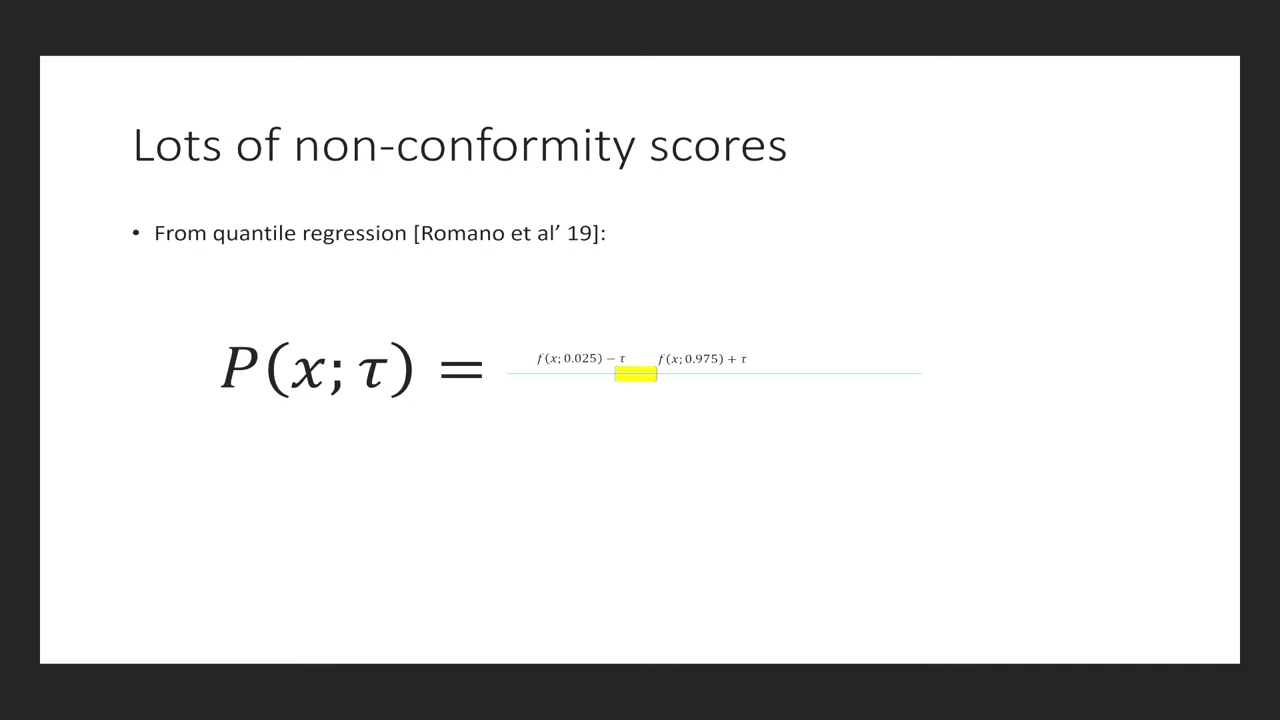 Lots of non-conformity scores
• From quantile regression [Romano et al’ 19]:
P(x; τ) =
f(x; 0.025) − τ
f(x; 0.975) + τ